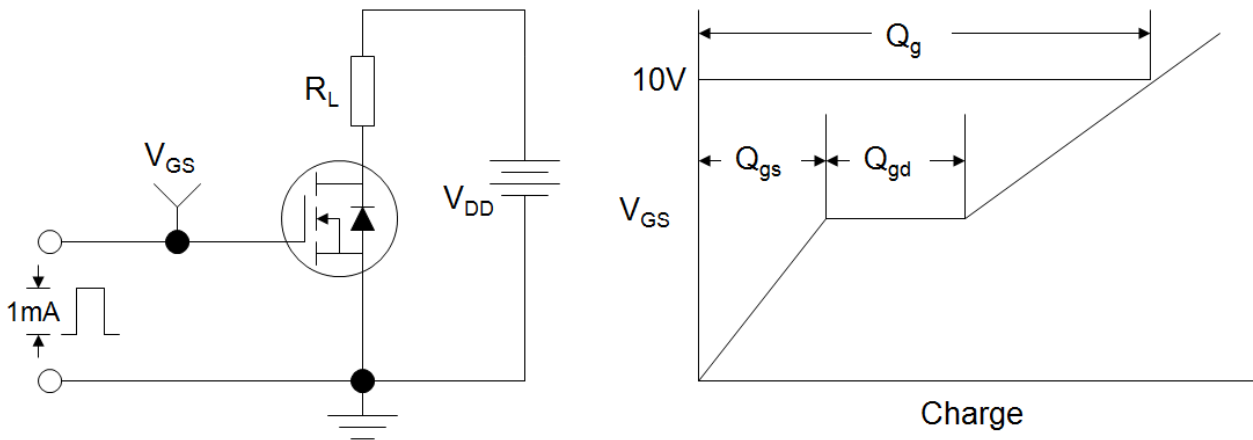 R_L
V_GS
V_DD
1mA
Q_g
10V
Q_gs
Q_gd
V_GS
Charge